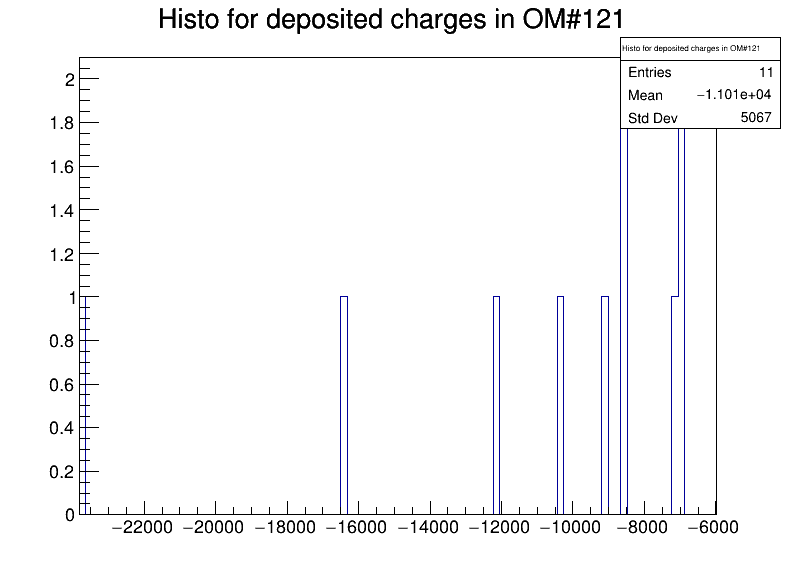 Histo for deposited charges in OM#121
Histo for deposited charges in OM#121
Entries 11
Mean −1.101e+04
Std Dev 5067
2
1.8
1.6
1.4
1.2
1
0.8
0.6
0.4
0.2
0
−22000 −20000 −18000 −16000 −14000 −12000 −10000 −8000 −6000